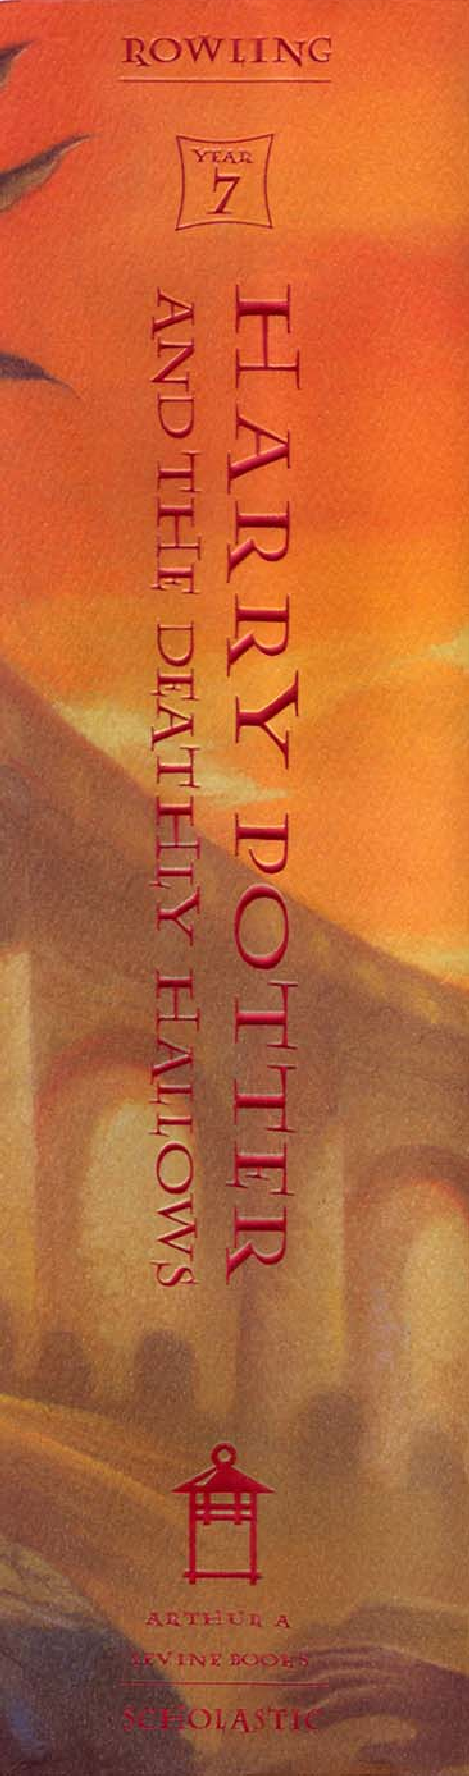 ROWLING
YEAR
7
HARRY POTTER
AND THE DEATHLY HALLOWS
ARTHUR A
LEVINE BOOKS
SCHOLASTIC